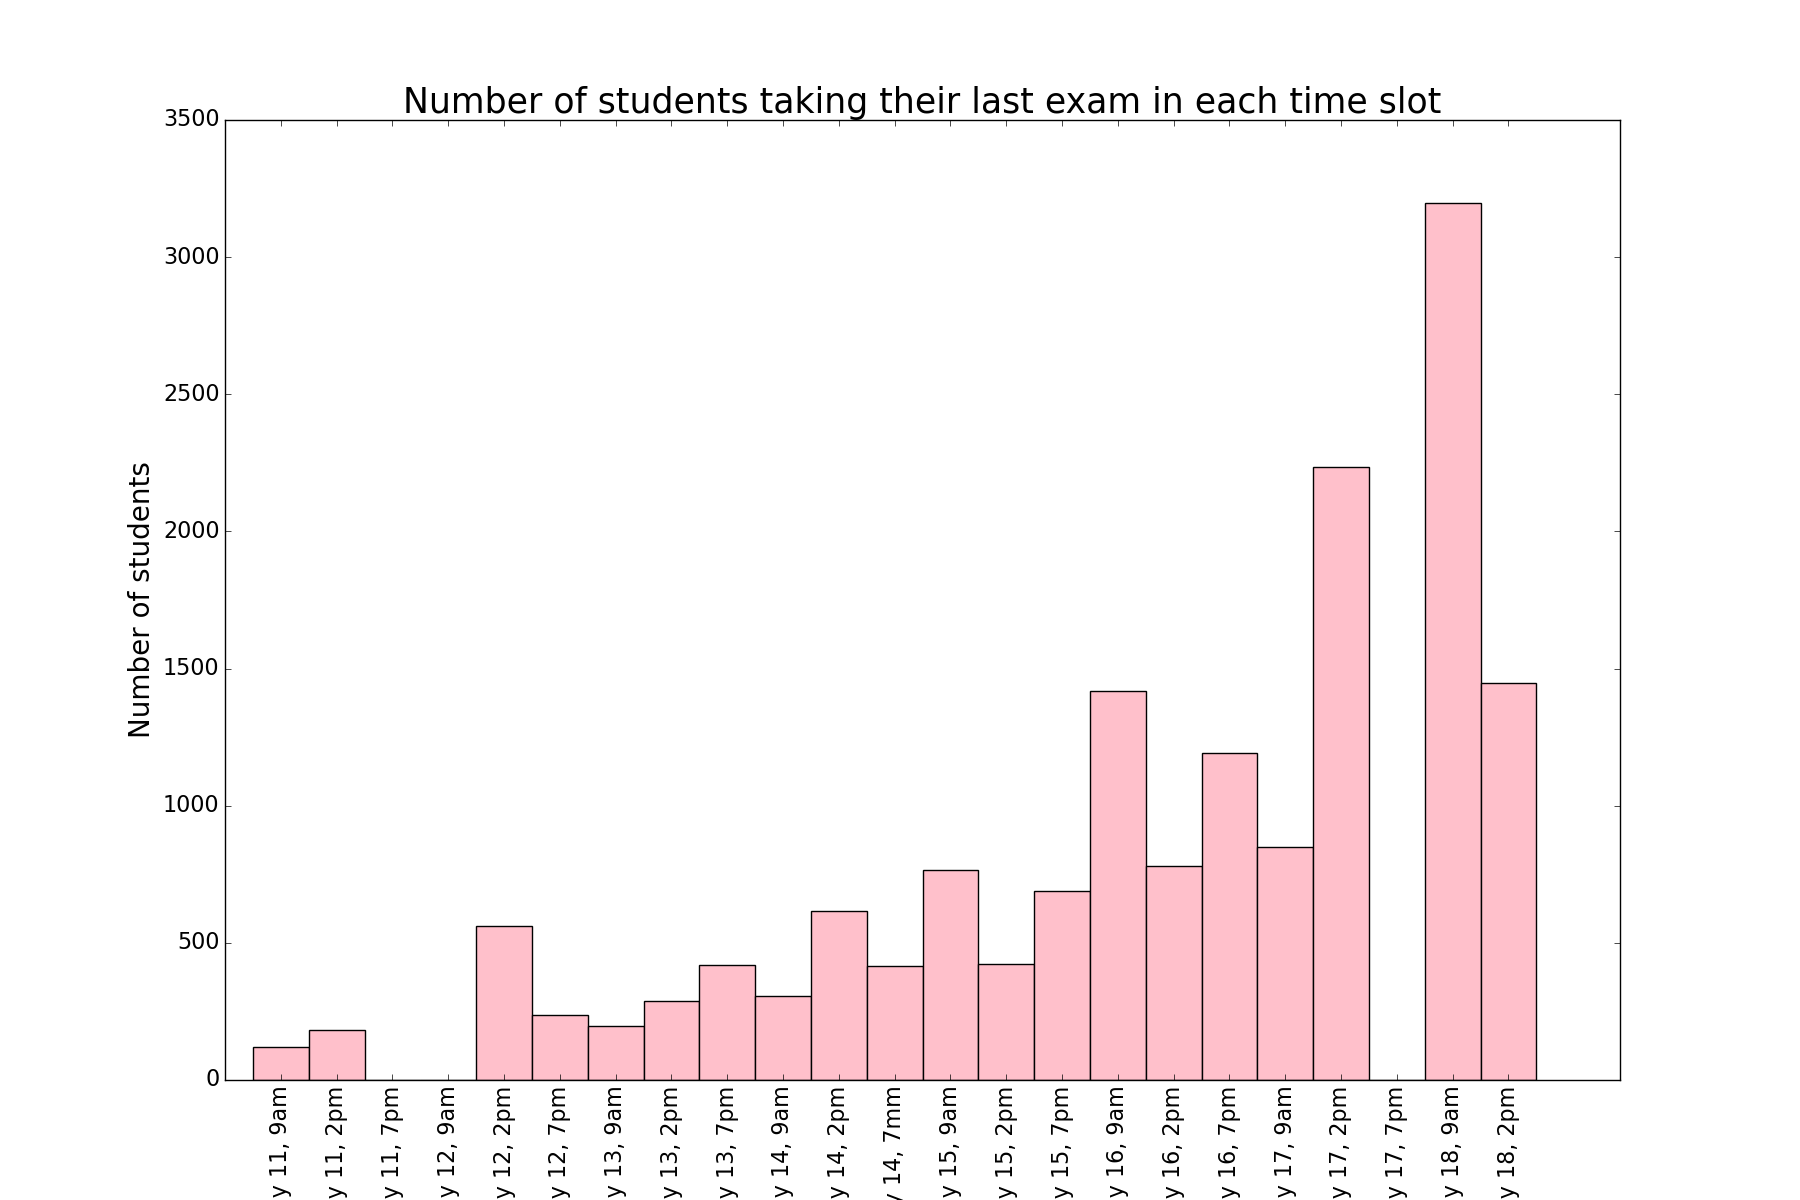 Number of students taking their last exam in each time slot
3500
3000
2500
2000
1500
1000
500
0
Number of students
y 11, 9am
y 11, 2pm
y 11, 7pm
y 12, 9am
y 12, 2pm
y 12, 7pm
y 13, 9am
y 13, 2pm
y 13, 7pm
y 14, 9am
y 14, 2pm
y 14, 7mm
y 15, 9am
y 15, 2pm
y 15, 7pm
y 16, 9am
y 16, 2pm
y 16, 7pm
y 17, 9am
y 17, 2pm
y 17, 7pm
y 18, 9am
y 18, 2pm